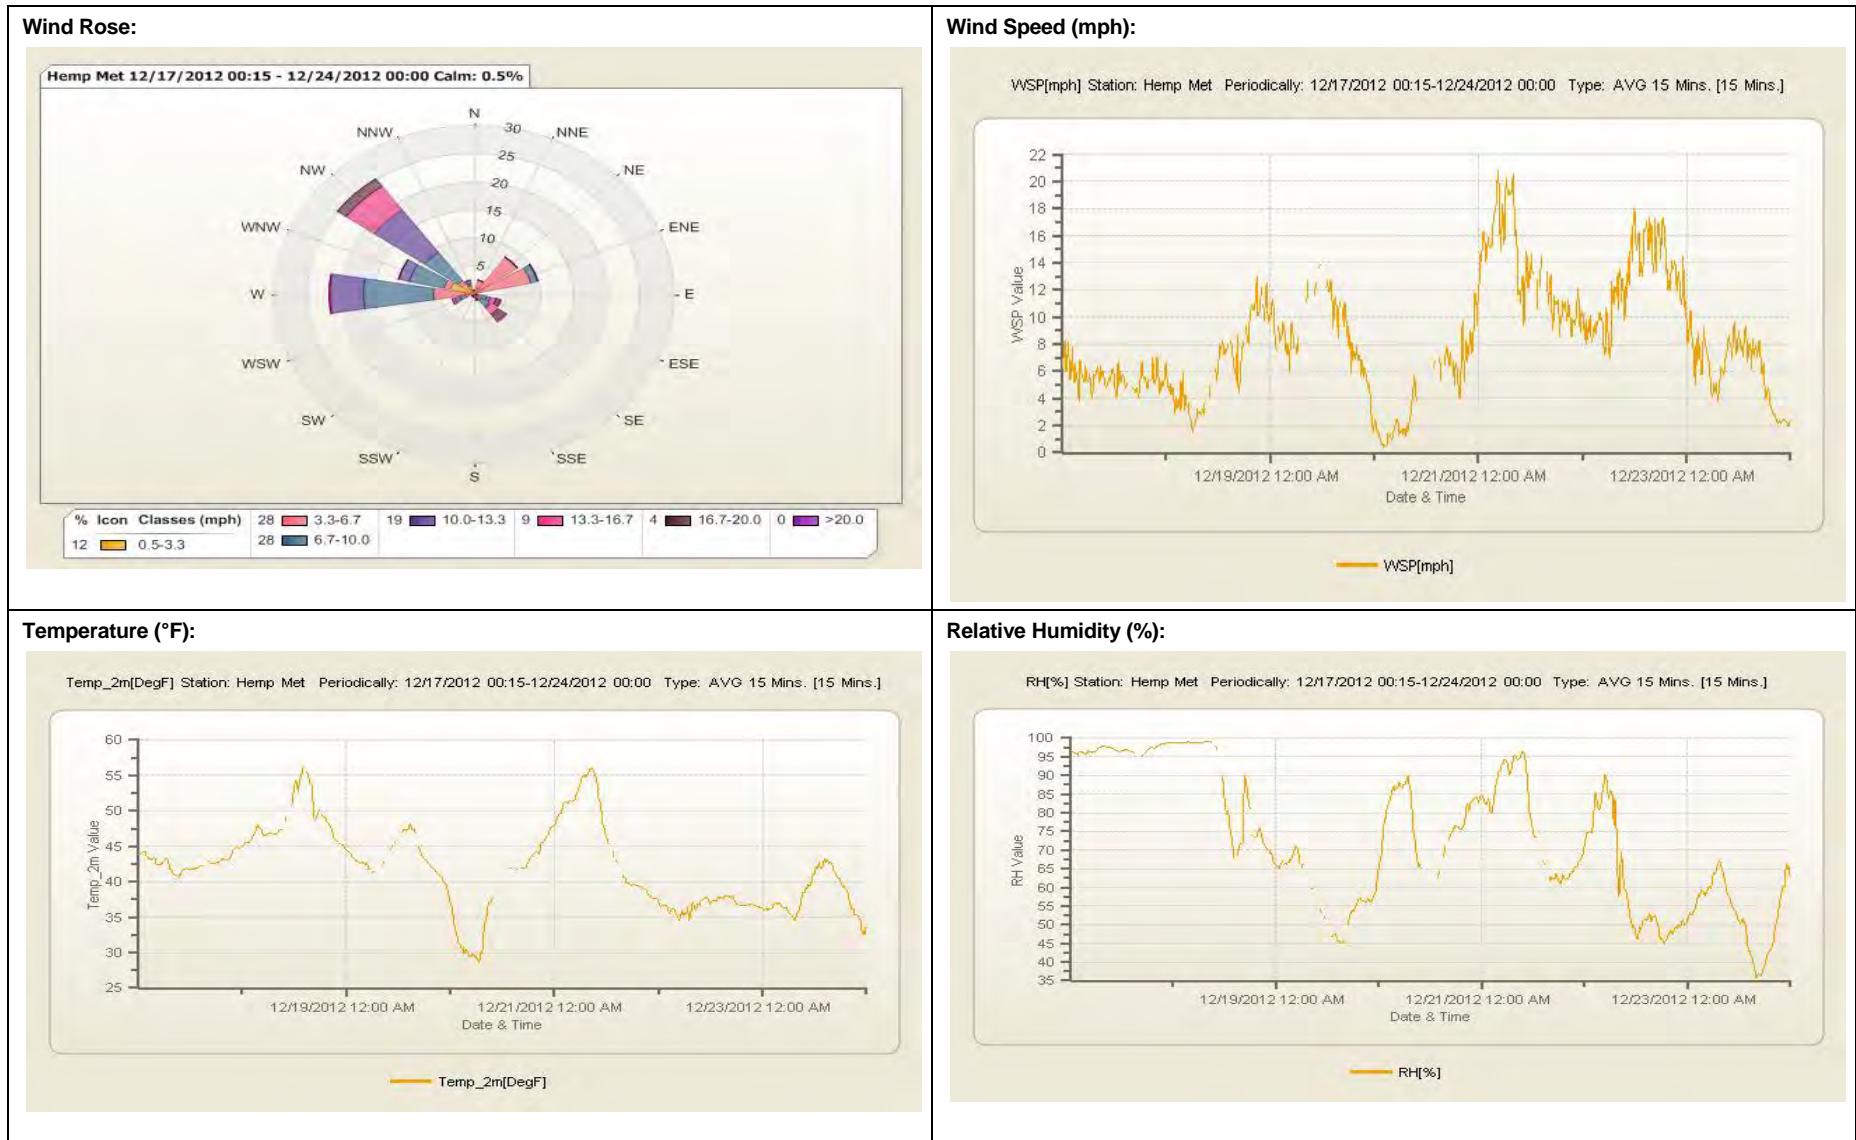 Wind Rose:
Hemp Met 12/17/2012 00:15 - 12/24/2012 00:00 Calm: 0.5%
N
NNW
30
NNE
25
NW
NE
20
15
WNW
ENE
10
5
W
E
WSW
ESE
SW
SE
SSW
SSE
S
% Icon Classes (mph) 28 3.3-6.7 19 10.0-13.3 9 13.3-16.7 4 16.7-20.0 0 >20.0
12 0.5-3.3 28 6.7-10.0
Wind Speed (mph):
WSP[mph] Station: Hemp Met Periodically: 12/17/2012 00:15-12/24/2012 00:00 Type: AVG 15 Mins. [15 Mins.]
22
20
18
16
14
12
10
8
6
4
2
0
WSP Value
12/19/2012 12:00 AM 12/21/2012 12:00 AM 12/23/2012 12:00 AM
Date & Time
WSP[mph]
Temperature (°F):
Temp_2m[DegF] Station: Hemp Met Periodically: 12/17/2012 00:15-12/24/2012 00:00 Type: AVG 15 Mins. [15 Mins.]
60
55
50
45
40
35
30
25
Temp_2m Value
12/19/2012 12:00 AM 12/21/2012 12:00 AM 12/23/2012 12:00 AM
Date & Time
Temp_2m[DegF]
Relative Humidity (%):
RH[%] Station: Hemp Met Periodically: 12/17/2012 00:15-12/24/2012 00:00 Type: AVG 15 Mins. [15 Mins.]
100
95
90
85
80
75
70
65
60
55
50
45
40
35
RH Value
12/19/2012 12:00 AM 12/21/2012 12:00 AM 12/23/2012 12:00 AM
Date & Time
RH[%]